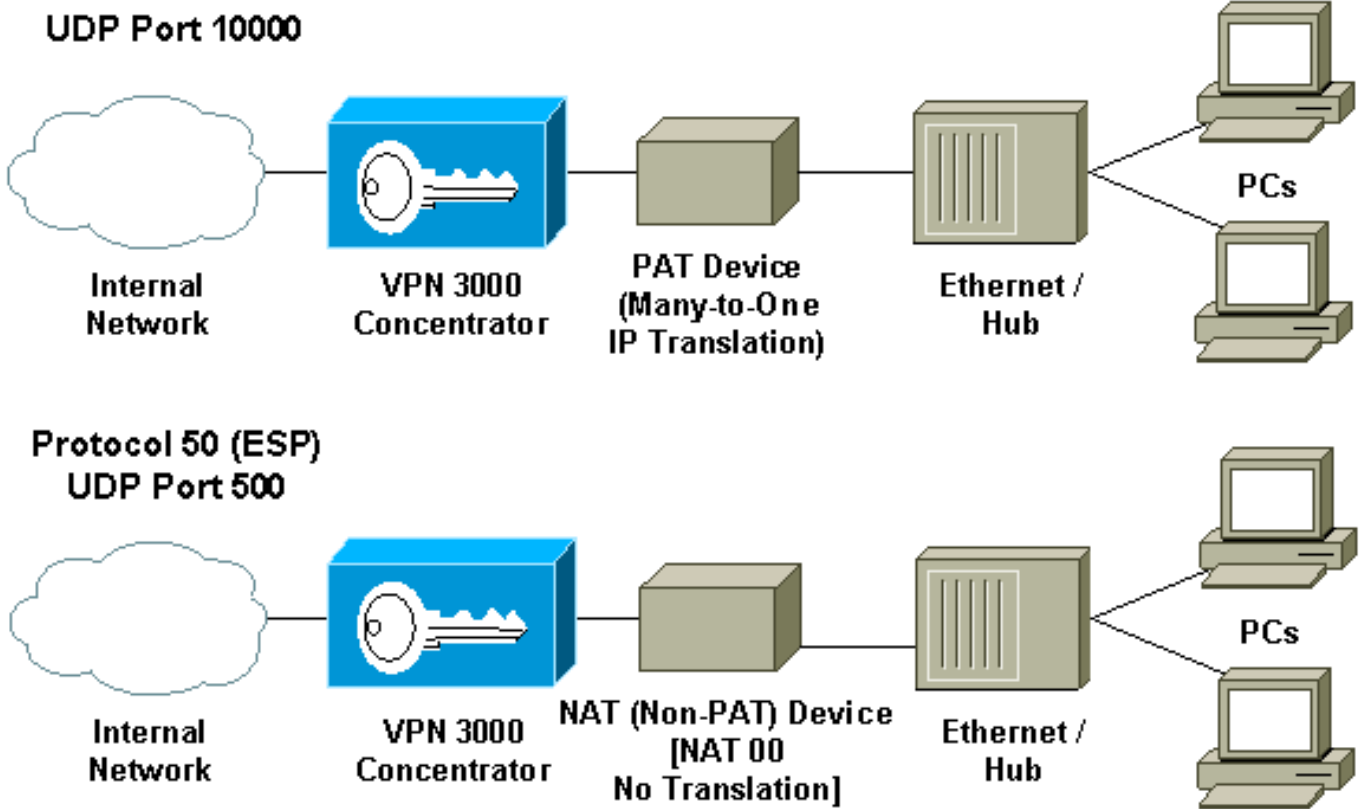 UDP Port 10000
PCs
Internal
Network
VPN 3000
Concentrator
PAT Device
(Many-to-One
IP Translation)
Ethernet /
Hub
Protocol 50 (ESP)
UDP Port 500
PCs
Internal
Network
VPN 3000
Concentrator
NAT (Non-PAT) Device
[NAT 00
No Translation]
Ethernet /
Hub